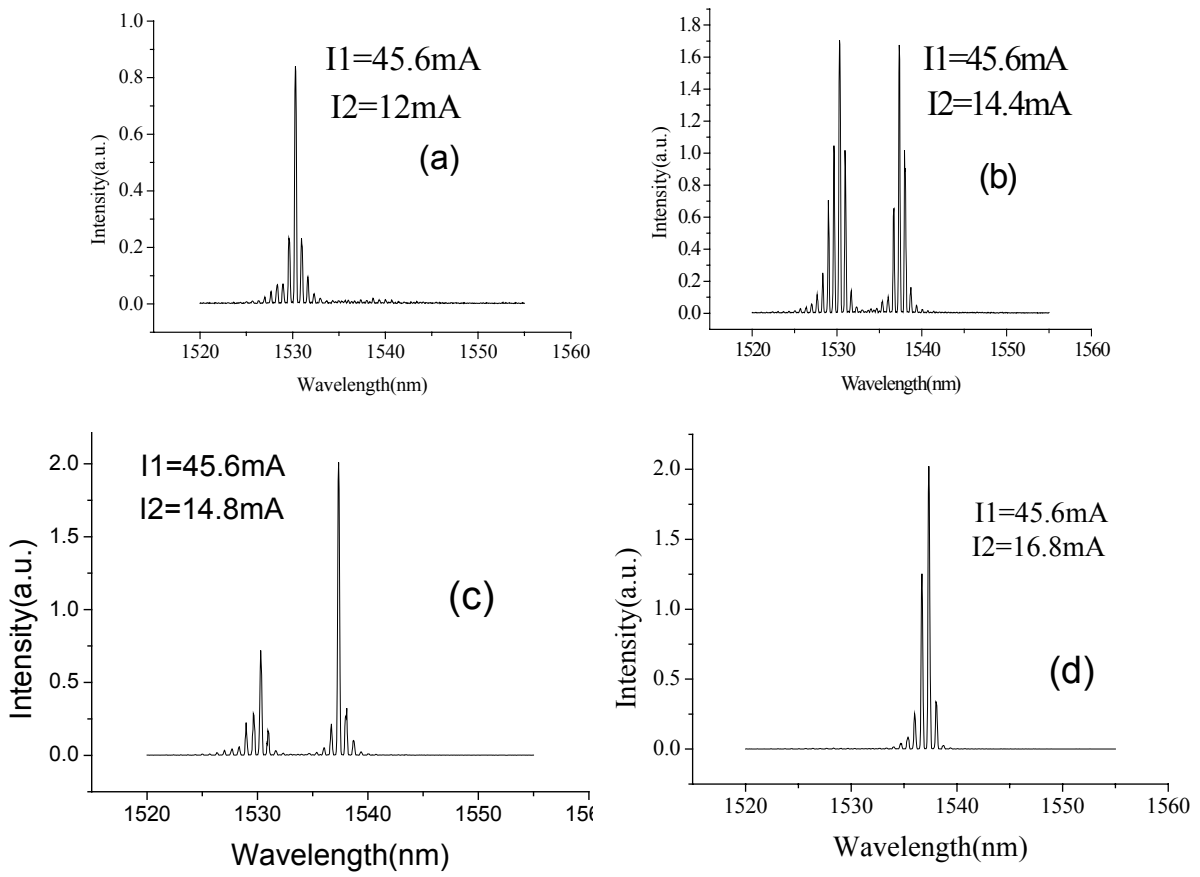 1.0
0.8
0.6
0.4
0.2
0.0
Intensity(a.u.)
I1=45.6mA
I2=12mA
(a)
1520 1530 1540 1550 1560
Wavelength(nm)
1.8
1.6
1.4
1.2
1.0
0.8
0.6
0.4
0.2
0.0
Intensity(a.u.)
I1=45.6mA
I2=14.4mA
(b)
1520 1530 1540 1550 1560
Wavelength(nm)
2.0
1.5
1.0
0.5
0.0
Intensity(a.u.)
I1=45.6mA
I2=14.8mA
(c)
1520 1530 1540 1550 156
Wavelength(nm)
2.0
1.5
1.0
0.5
0.0
Intensity(a.u.)
I1=45.6mA
I2=16.8mA
(d)
1520 1530 1540 1550 1560
Wavelength(nm)